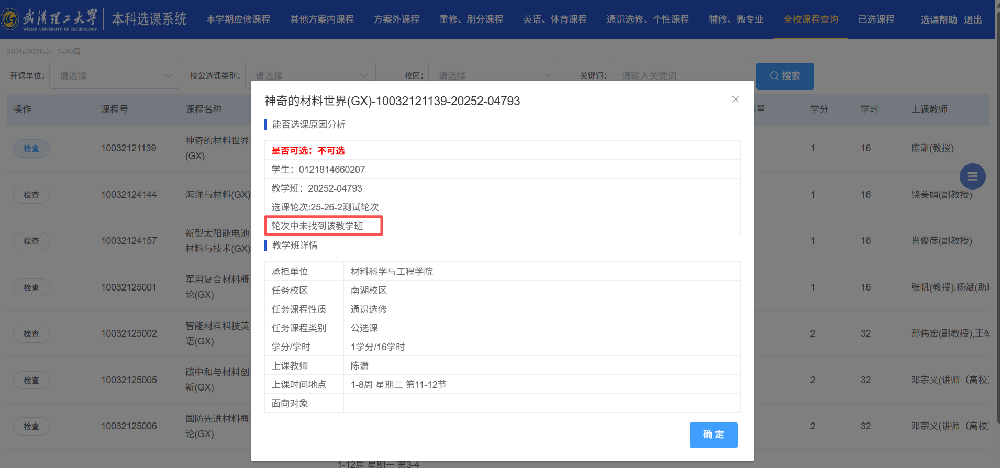 武汉理工大学
WUHAN UNIVERSITY OF TECHNOLOGY
本科选课系统
本学期应修课程
其他方案内课程
方案外课程
重修、刷分课程
英语、体育课程
通识选修、个性课程
辅修、微专业
全校课程查询
已选课程
选课帮助
退出
2025-2026-2 1-20周
开课单位: 请选择
校公选课类别: 请选择
校区: 请选择
关键词: 请输入关键词
搜索
操作 课程号 课程名称 量 学分 学时 上课教师
检查 10032121139 神奇的材料世界
(GX)
1 16 陈潇(教授)
检查 10032124144 海洋与材料(GX) 1 16 饶美娟(副教授)
检查 10032124157 新型太阳能电池
材料与技术(GX)
1 16 肖俊彦(副教授)
检查 10032125001 军用复合材料概
论(GX)
1 16 张帆(教授),杨斌(助
检查 10032125002 智能材料科技英
语(GX)
2 32 邢伟宏(副教授),王
检查 10032125005 碳中和与材料创
新(GX)
2 32 邓宗义(讲师（高校）
检查 10032125006 国防先进材料概
论(GX)
2 32 邓宗义(讲师（高校）
1-12周 星期一 第3-4
神奇的材料世界(GX)-10032121139-20252-04793
能否选课原因分析
是否可选：不可选
学生：0121814660207
教学班：20252-04793
选课轮次:25-26-2测试轮次
轮次中未找到该教学班
教学班详情
承担单位 材料科学与工程学院
任务校区 南湖校区
任务课程性质 通识选修
任务课程类别 公选课
学分/学时 1学分/16学时
上课教师 陈潇
上课时间地点 1-8周 星期二 第11-12节
面向对象
确 定